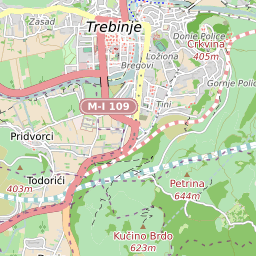 Zasad
Trebinje
Donje Police
Crkvina
405m
Ložiona
Bregovi
Gornje Polic
Tini
M-I 109
Pridvorci
Todorići
403m
Petrina
644m
Kučino Brdo
623m